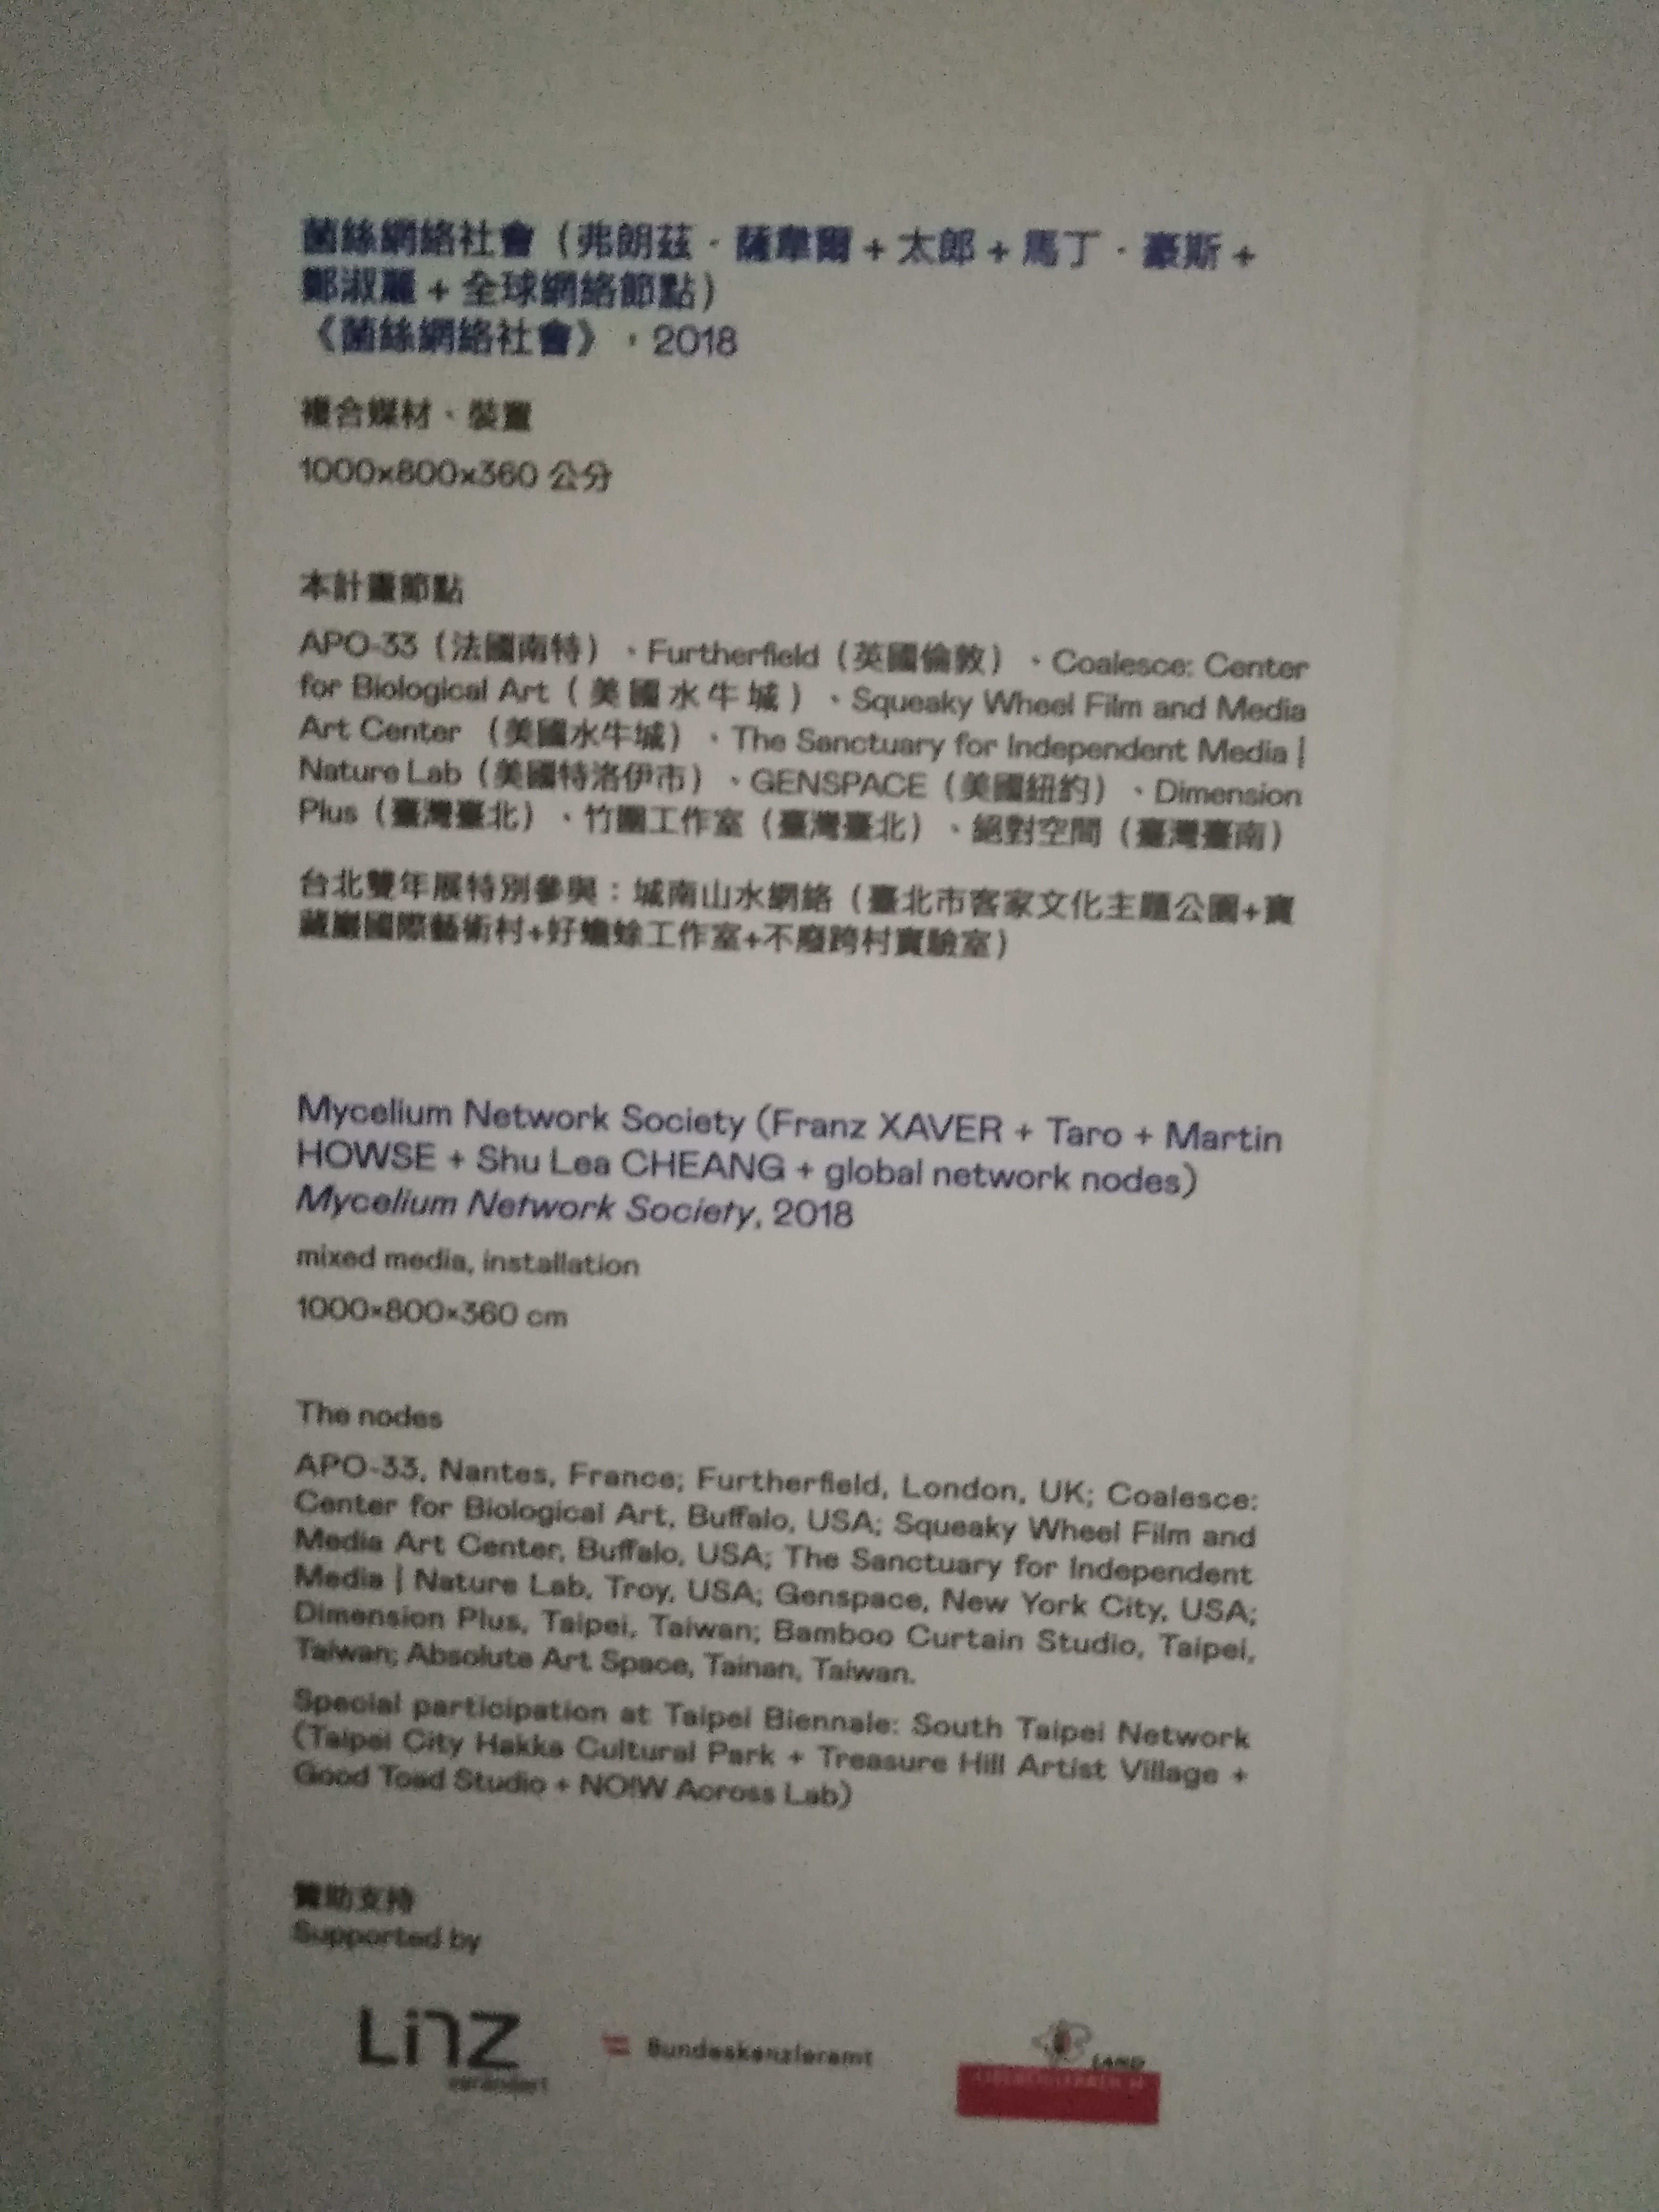 菌絲網絡社會（弗朗茲·薩韋爾 + 太郎 + 馬丁·豪斯 +
鄭淑麗 + 全球網絡節點）
《菌絲網絡社會》，2018
複合媒材、裝置
1000x800x360 公分
本計畫節點
APO-33（法國南特）、Furtherfield（英國倫敦）、Coalesce: Center
for Biological Art（美國水牛城）、Squeaky Wheel Film and Media
Art Center （美國水牛城）、The Sanctuary for Independent Media |
Nature Lab（美國特洛伊市）、GENSPACE（美國紐約）、Dimension
Plus（臺灣臺北）、竹圍工作室（臺灣臺北）、絕對空間（臺灣臺南）
台北雙年展特別參與：城南山水網絡（臺北市客家文化主題公園+寶
藏巖國際藝術村+好蟾蜍工作室+不廢跨村實驗室）
Mycelium Network Society (Franz XAVER + Taro + Martin
HOWSE + Shu Lea CHEANG + global network nodes)
Mycelium Network Society, 2018
mixed media, installation
1000×800×360 cm
The nodes
APO-33, Nantes, France; Furtherfield, London, UK; Coalesce:
Center for Biological Art, Buffalo, USA; Squeaky Wheel Film and
Media Art Center, Buffalo, USA; The Sanctuary for Independent
Media | Nature Lab, Troy, USA; Genspace, New York City, USA;
Dimension Plus, Taipei, Taiwan; Bamboo Curtain Studio, Taipei,
Taiwan; Absolute Art Space, Tainan, Taiwan.
Special participation at Taipei Biennale: South Taipei Network
(Taipei City Hakka Cultural Park + Treasure Hill Artist Village +
Good Toad Studio + NO!W Across Lab)
贊助支持
Supported by
Linz
verändert
Bundeskanzleramt
LAND